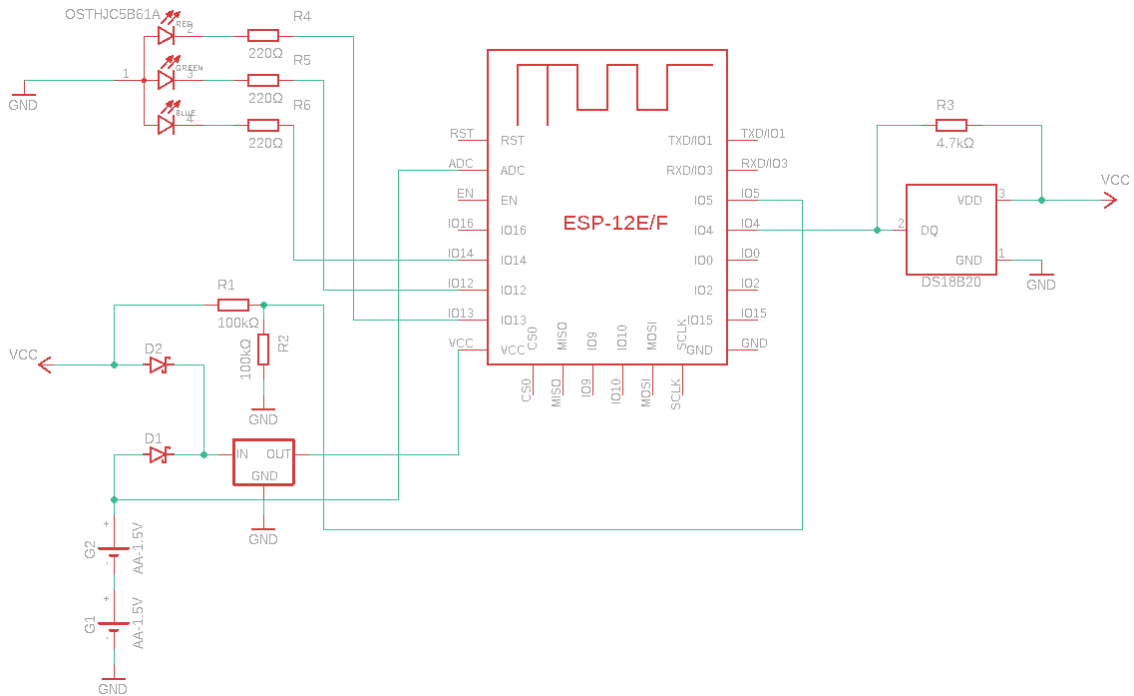 OSTHJC5B61A
RED
2
R4
220Ω
1
GREEN
3
R5
220Ω
GND
BLUE
4
R6
220Ω
RST
RST
TXD/IO1
TXD/IO1
ADC
ADC
RXD/IO3
RXD/IO3
EN
EN
IO5
IO5
IO16
IO16
ESP-12E/F
IO4
IO4
IO14
IO14
IO0
IO0
IO12
IO12
IO2
IO2
IO13
IO13
IO15
IO15
VCC
VCC
GND
GND
CS0
MISO
IO9
IO10
MOSI
SCLK
CS0
MISO
IO9
IO10
MOSI
SCLK
R3
4.7kΩ
VCC
VDD
3
2
DQ
GND
1
DS18B20
GND
R1
100kΩ
100kΩ
R2
GND
VCC
D2
D1
IN
OUT
GND
GND
+
G2
-
AA-1.5V
+
G1
-
AA-1.5V
GND